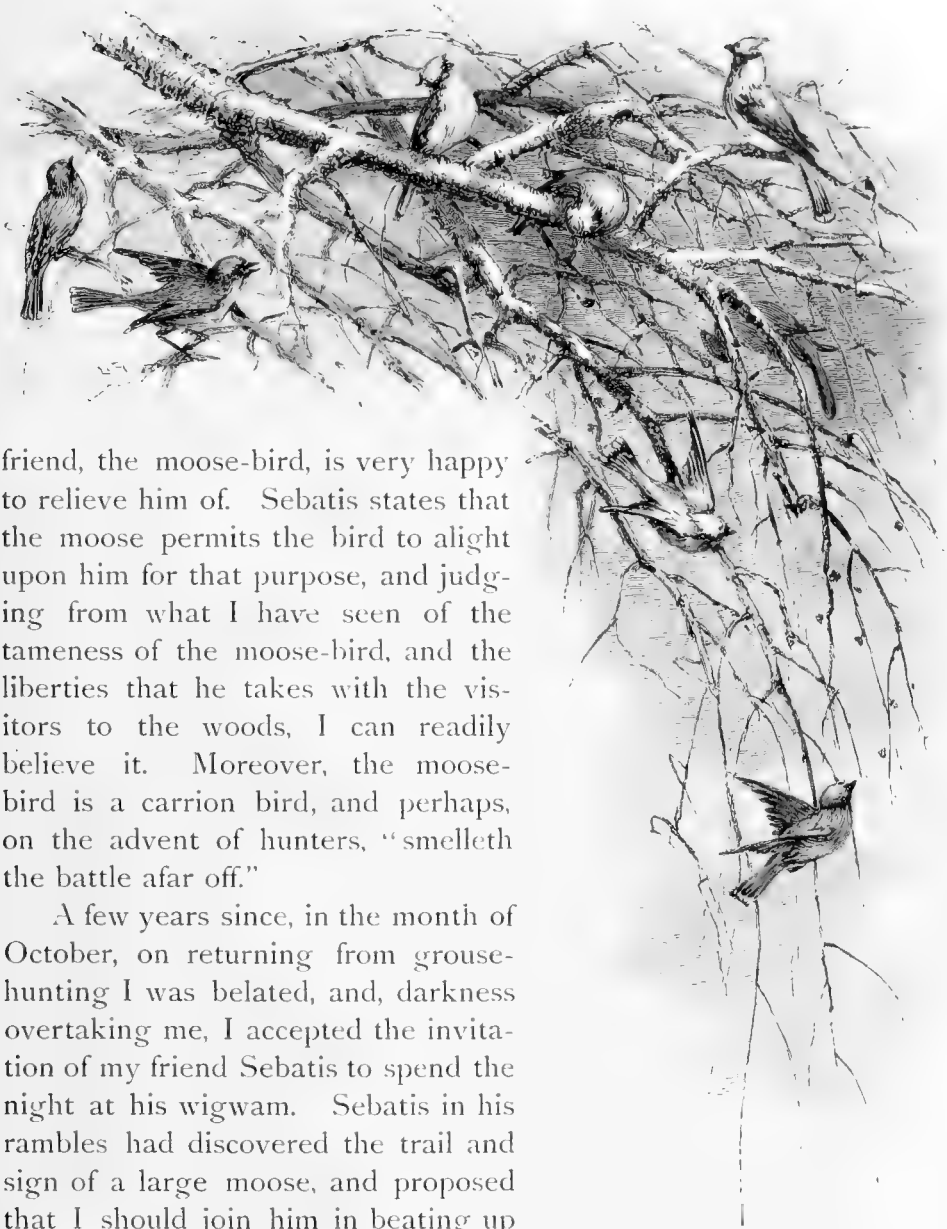 friend, the moose-bird, is very happy
to relieve him of. Sebatis states that
the moose permits the bird to alight
upon him for that purpose, and judg-
ing from what I have seen of the
tameness of the moose-bird, and the
liberties that he takes with the vis-
itors to the woods, I can readily
believe it. Moreover, the moose-
bird is a carrion bird, and perhaps,
on the advent of hunters, “smelleth
the battle afar off.”
A few years since, in the month of
October, on returning from grouse-
hunting I was belated, and, darkness
overtaking me, I accepted the invita-
tion of my friend Sebatis to spend the
night at his wigwam. Sebatis in his
rambles had discovered the trail and
sign of a large moose, and proposed
that I should join him in beating up